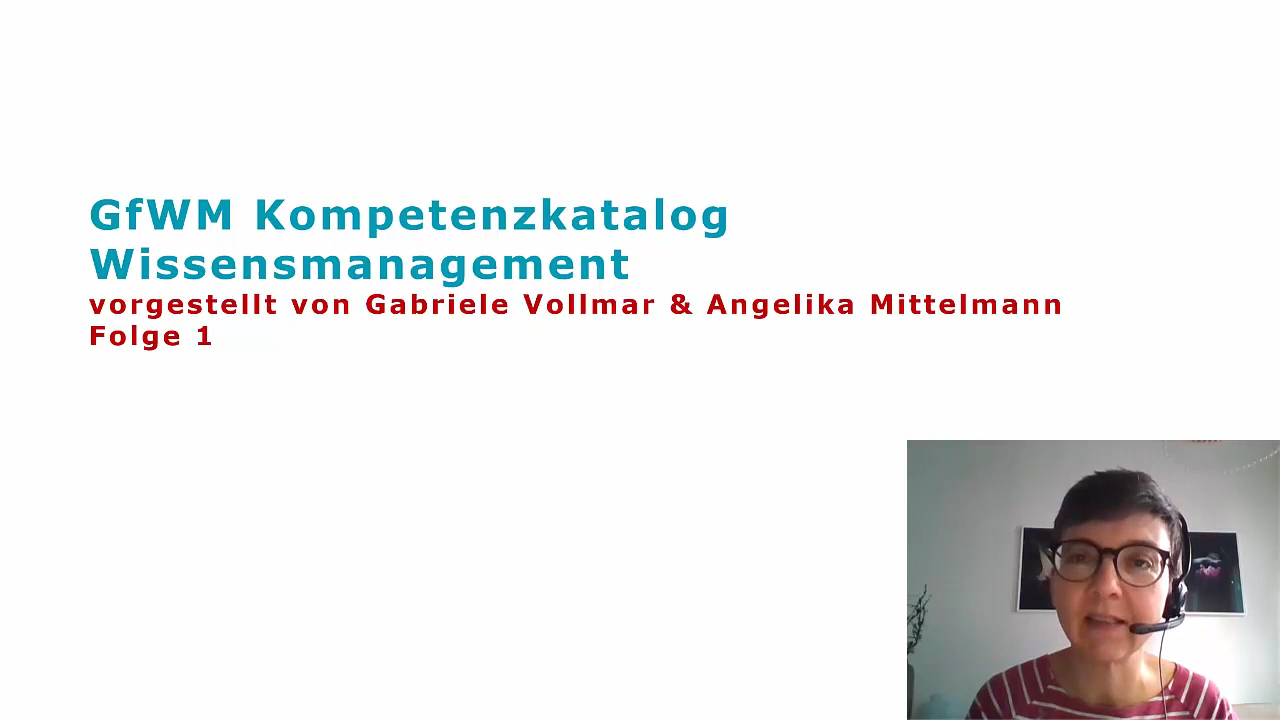 GfWM Kompetenzkatalog
Wissensmanagement
vorgestellt von Gabriele Vollmar & Angelika Mittelmann
Folge 1